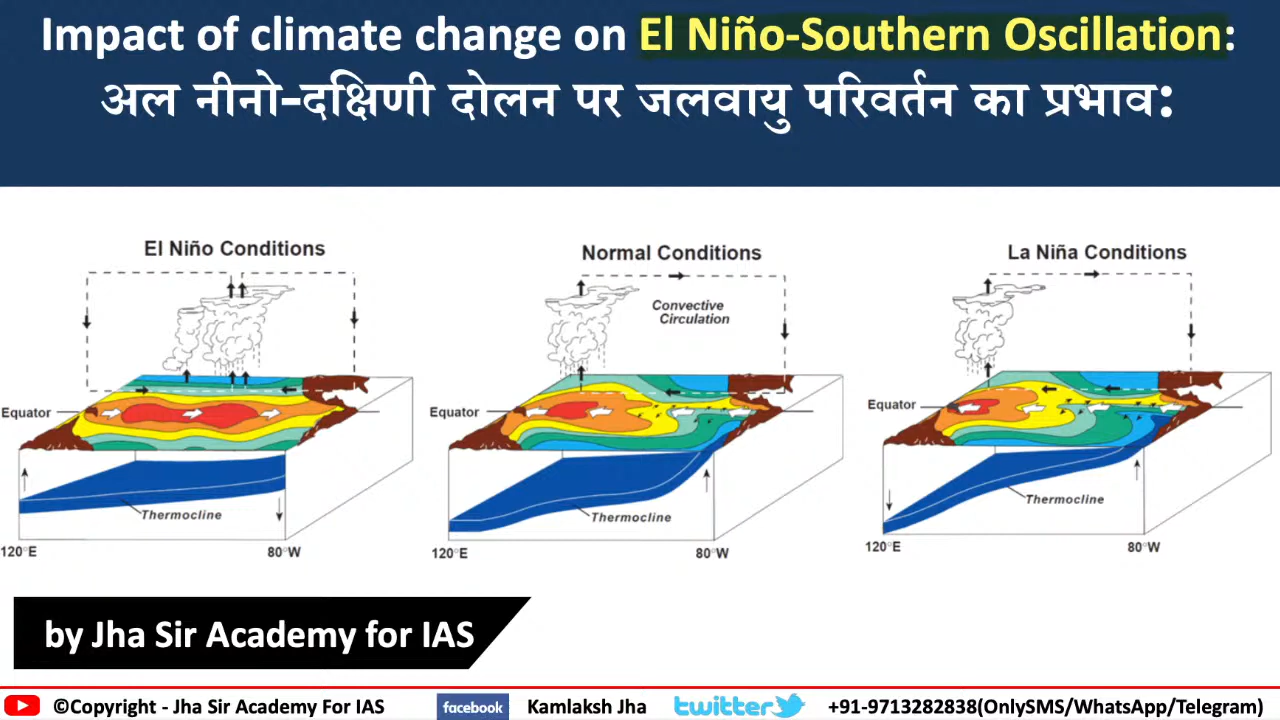 Impact of climate change on El Niño-Southern Oscillation:
अल नीनो-दक्षिणी दोलन पर जलवायु परिवर्तन का प्रभाव:
El Niño Conditions
Equator
Thermocline
120°E
80°W
Normal Conditions
Convective
Circulation
Equator
Thermocline
120°E
80°W
La Niña Conditions
Equator
Thermocline
120°E
80°W
by Jha Sir Academy for IAS
©Copyright - Jha Sir Academy For IAS facebook Kamlaksh Jha twitter +91-9713282838(OnlySMS/WhatsApp/Telegram)